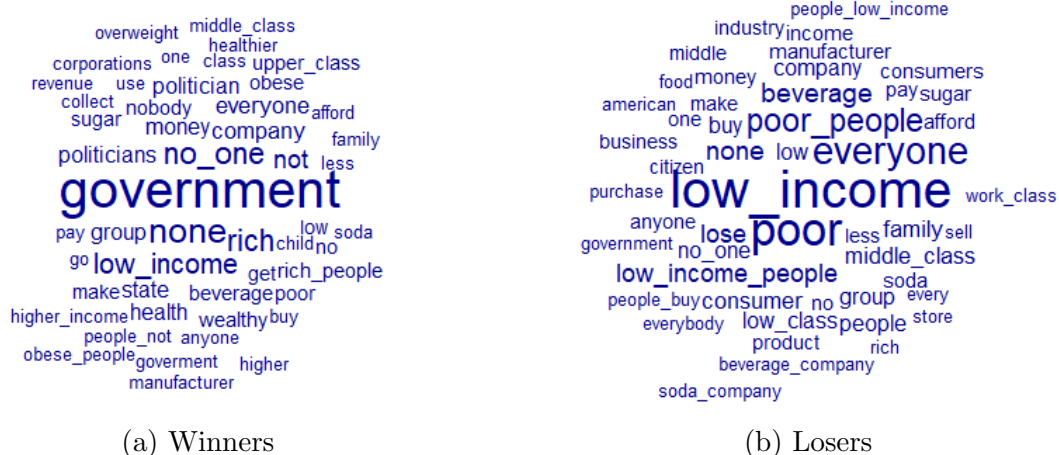 overweight middle_class
healthier
corporations one class upper_class
revenue use politician obese
collect nobody everyone afford
sugar money company family
politicians no_one not less
government
pay group none rich child no low soda
go low_income get rich_people
make state beverage poor
higher_income health wealthy buy
people_not anyone
obese_people goverment higher
manufacturer
(a) Winners
people_low_income
industry income
middle manufacturer
food money company consumers
american make beverage pay sugar
one buy poor_people afford
business none low everyone
citizen
purchase low_income work_class
anyone lose poor less family sell
government no_one middle_class
low_income_people soda
people_buy consumer no group every
everybody low_class people store
product rich
beverage_company
soda_company
(b) Losers